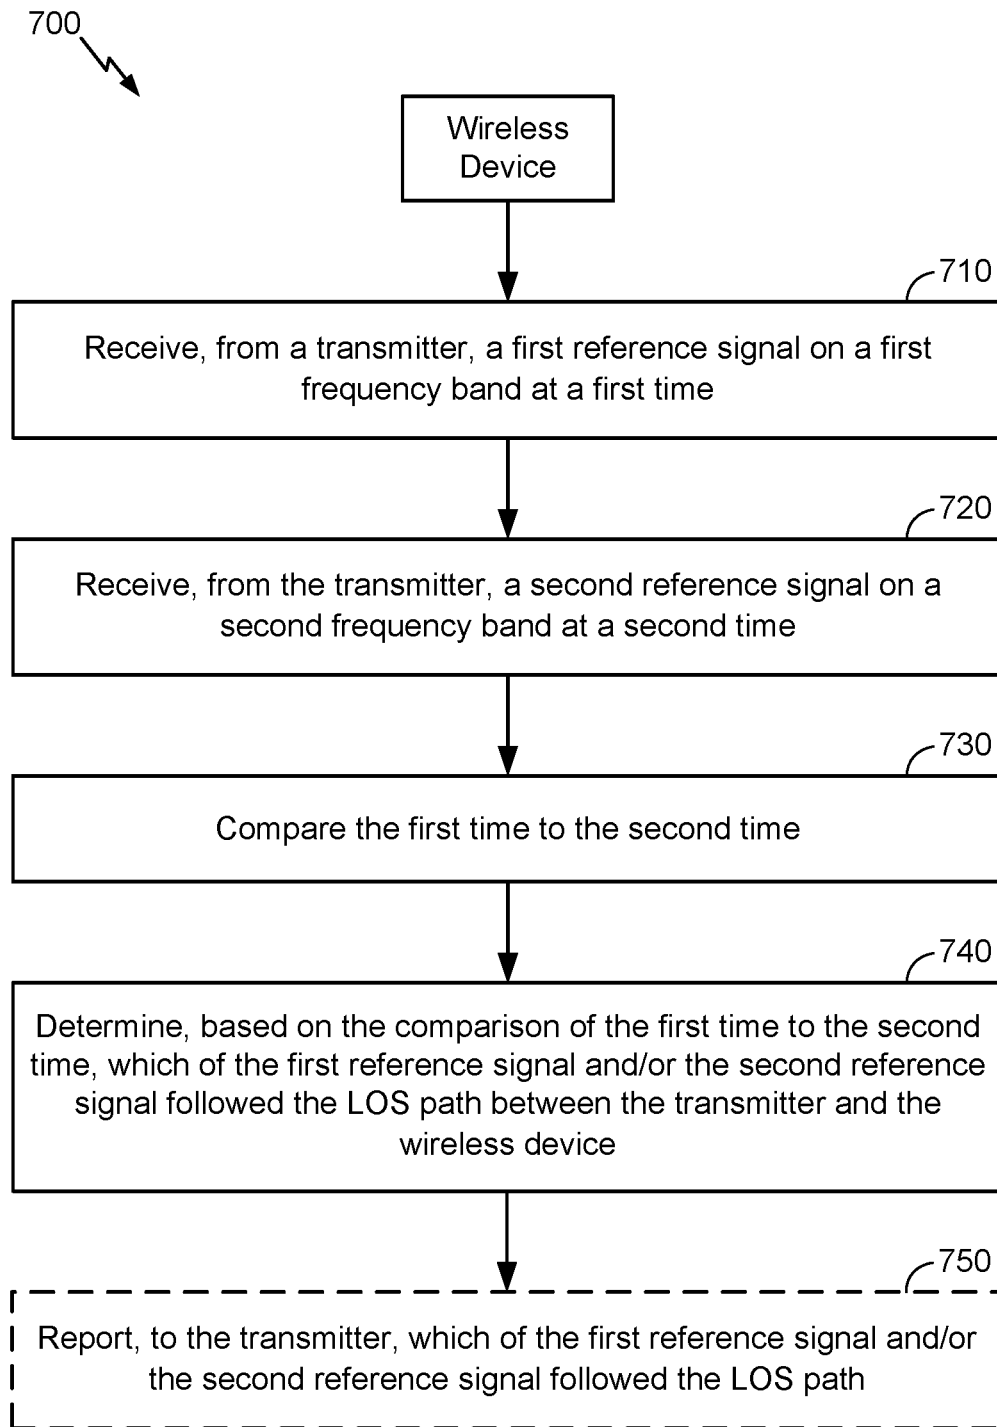 700
Wireless
Device
710
Receive, from a transmitter, a first reference signal on a first
frequency band at a first time
720
Receive, from the transmitter, a second reference signal on a
second frequency band at a second time
730
Compare the first time to the second time
740
Determine, based on the comparison of the first time to the second
time, which of the first reference signal and/or the second reference
signal followed the LOS path between the transmitter and the
wireless device
750
Report, to the transmitter, which of the first reference signal and/or
the second reference signal followed the LOS path